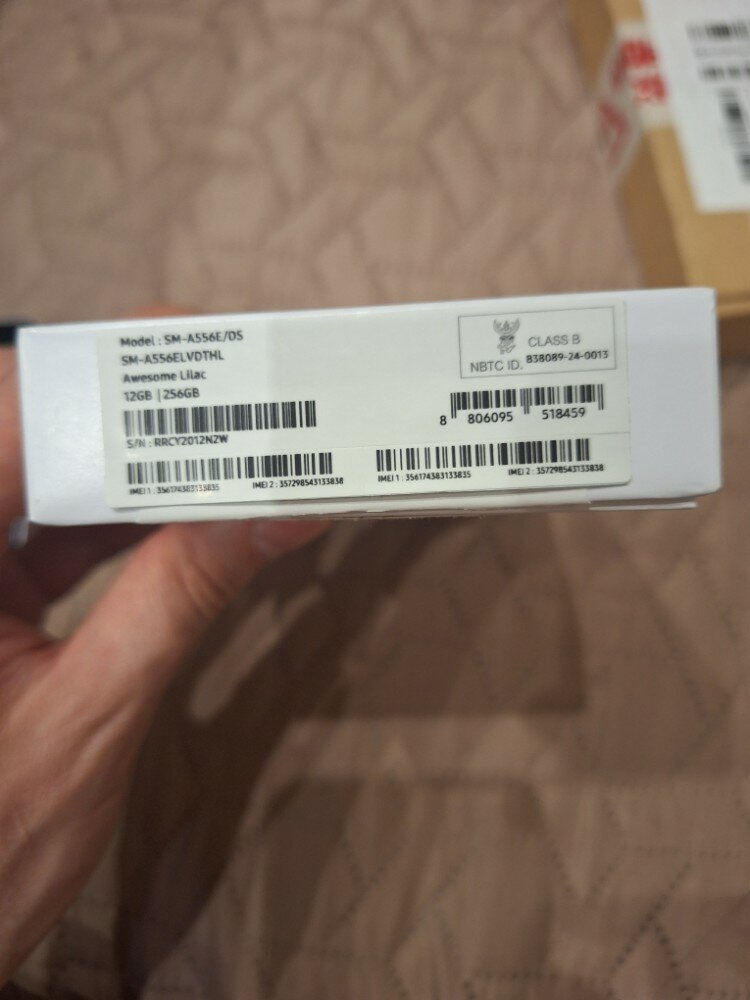 Model : SM-A556E/DS
SM-A556ELVDTHL
Awesome Lilac
12GB | 256GB
S/N : RRCY2012N2W
IMEI 1 : 356174383133835
IMEI 2 : 357298543133838
CLASS B
NBTC ID. B38089-24-0013
8 806095 518459
IMEI 1 : 356174383133835
IMEI 2 : 357298543133838